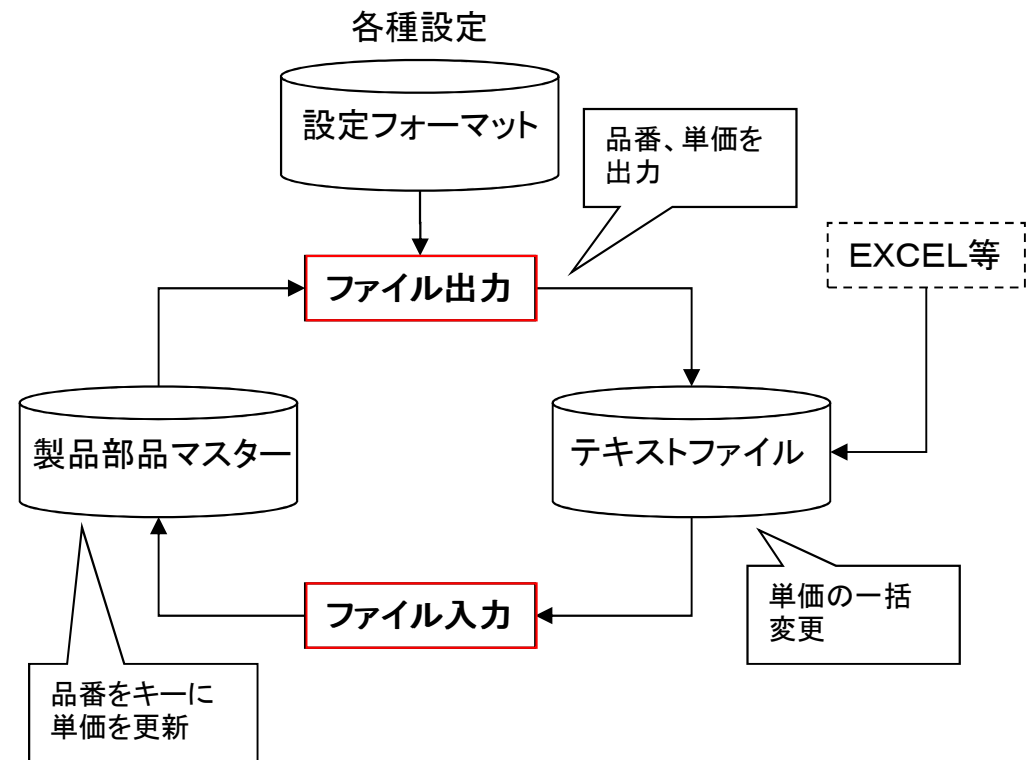 各種設定
設定フォーマット
品番、単価を
出力
EXCEL等
ファイル出力
製品部品マスター
テキストファイル
ファイル入力
単価の一括
変更
品番をキーに
単価を更新